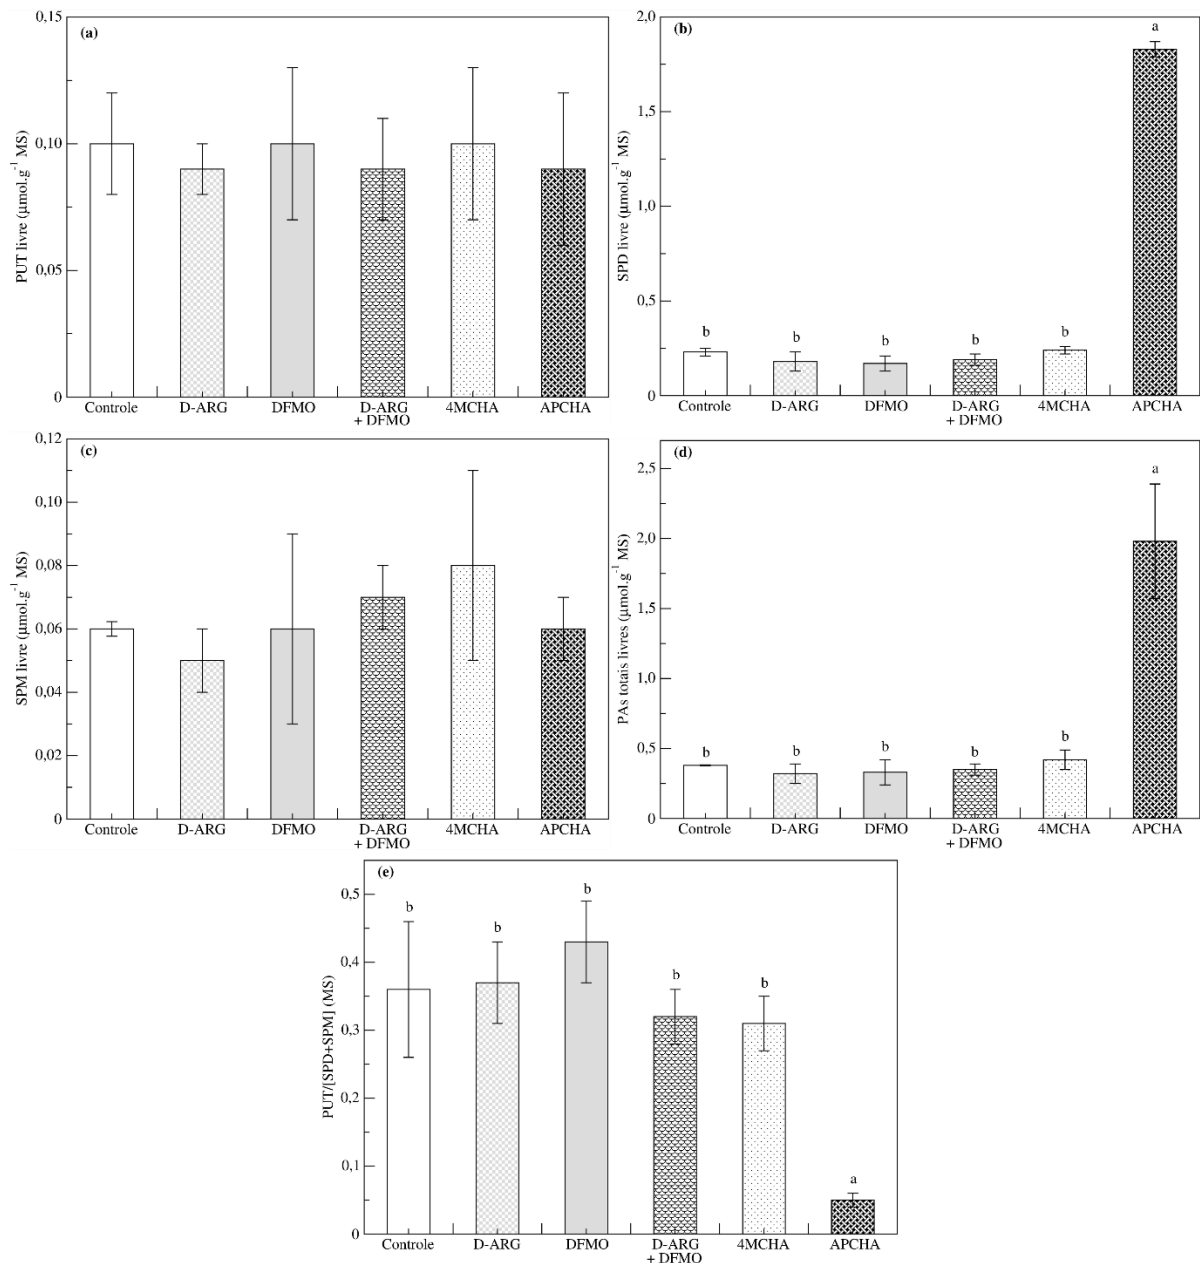 (a)
PUT livre (µmol.g⁻¹ MS)
0,15
0,10
0,05
0
Controle
D-ARG
DFMO
D-ARG
+ DFMO
4MCHA
APCHA
(b)
SPD livre (µmol.g⁻¹ MS)
2,0
1,5
1,0
0,5
0
b
b
b
b
b
a
Controle
D-ARG
DFMO
D-ARG
+ DFMO
4MCHA
APCHA
(c)
SPM livre (µmol.g⁻¹ MS)
0,12
0,10
0,08
0,06
0,04
0,02
0
Controle
D-ARG
DFMO
D-ARG
+ DFMO
4MCHA
APCHA
(d)
PAs totais livres (µmol.g⁻¹ MS)
2,5
2,0
1,5
1,0
0,5
0
b
b
b
b
b
a
Controle
D-ARG
DFMO
D-ARG
+ DFMO
4MCHA
APCHA
(e)
PUT/[SPD+SPM] (MS)
0,5
0,4
0,3
0,2
0,1
0
b
b
b
b
b
a
Controle
D-ARG
DFMO
D-ARG
+ DFMO
4MCHA
APCHA